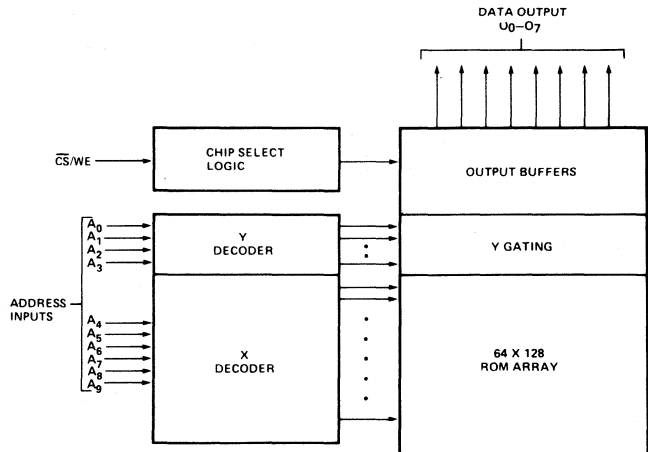 DATA OUTPUT
O0–O7
C̅S̅/WE
CHIP SELECT
LOGIC
OUTPUT BUFFERS
A0
A1
A2
A3
Y
DECODER
Y GATING
ADDRESS
INPUTS
A4
A5
A6
A7
A8
A9
X
DECODER
64 X 128
ROM ARRAY